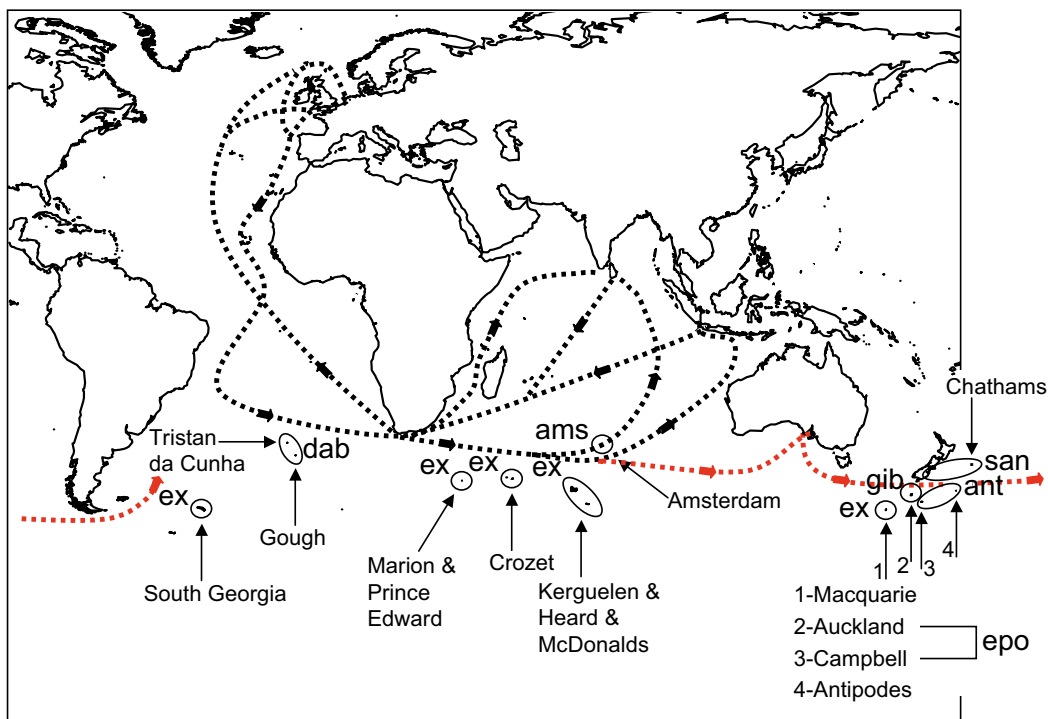 Chathams
Tristan
da Cunha
dab
ams
ex
ex
ex
san
gib
ant
Amsterdam
ex
ex
Gough
South Georgia
Marion &
Prince
Edward
Crozet
Kerguelen &
Heard &
McDonalds
1
2
3
4
1-Macquarie
2-Auckland
3-Campbell
epo
4-Antipodes